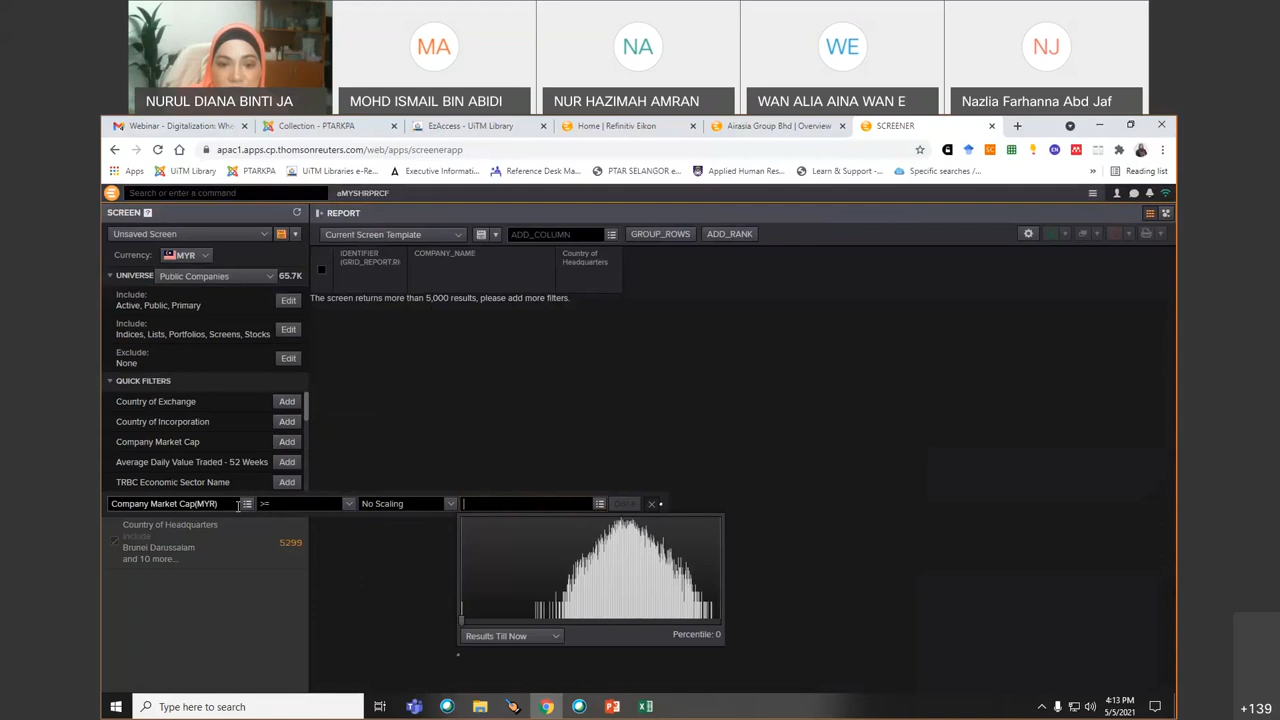 MA
NA
WE
NJ
NURUL DIANA BINTI JA
MOHD ISMAIL BIN ABIDI
NUR HAZIMAH AMRAN
WAN ALIA AINA WAN E
Nazlia Farhanna Abd Jaf
Webinar - Digitalization: Whe
Collection - PTARKPA
EzAccess - UiTM Library
Home | Refinitiv Eikon
Airasia Group Bhd | Overview
SCREENER
apac1.apps.cp.thomsonreuters.com/web/apps/screenerapp
Apps
UiTM Library
PTARKPA
UiTM Libraries e-Re...
Executive Informati...
Reference Desk Ma...
PTAR SELANGOR e...
Applied Human Res...
Learn & Support -...
Specific searches /...
Reading list
Search or enter a command
aMYSHRPRCF
SCREEN ?
REPORT
Unsaved Screen
Current Screen Template
ADD_COLUMN
GROUP_ROWS
ADD_RANK
Currency: MYR
UNIVERSE Public Companies 65.7K
IDENTIFIER
(GRID_REPORT.RI
COMPANY_NAME
Country of
Headquarters
The screen returns more than 5,000 results, please add more filters.
Include:
Active, Public, Primary
Edit
Include:
Indices, Lists, Portfolios, Screens, Stocks
Edit
Exclude:
None
Edit
QUICK FILTERS
Country of Exchange Add
Country of Incorporation Add
Company Market Cap Add
Average Daily Value Traded - 52 Weeks Add
TRBC Economic Sector Name Add
Company Market Cap(MYR) >= No Scaling
Country of Headquarters
include
Brunei Darussalam
and 10 more...
5299
Results Till Now
Percentile: 0
Type here to search
4:13 PM
5/5/2021
+139